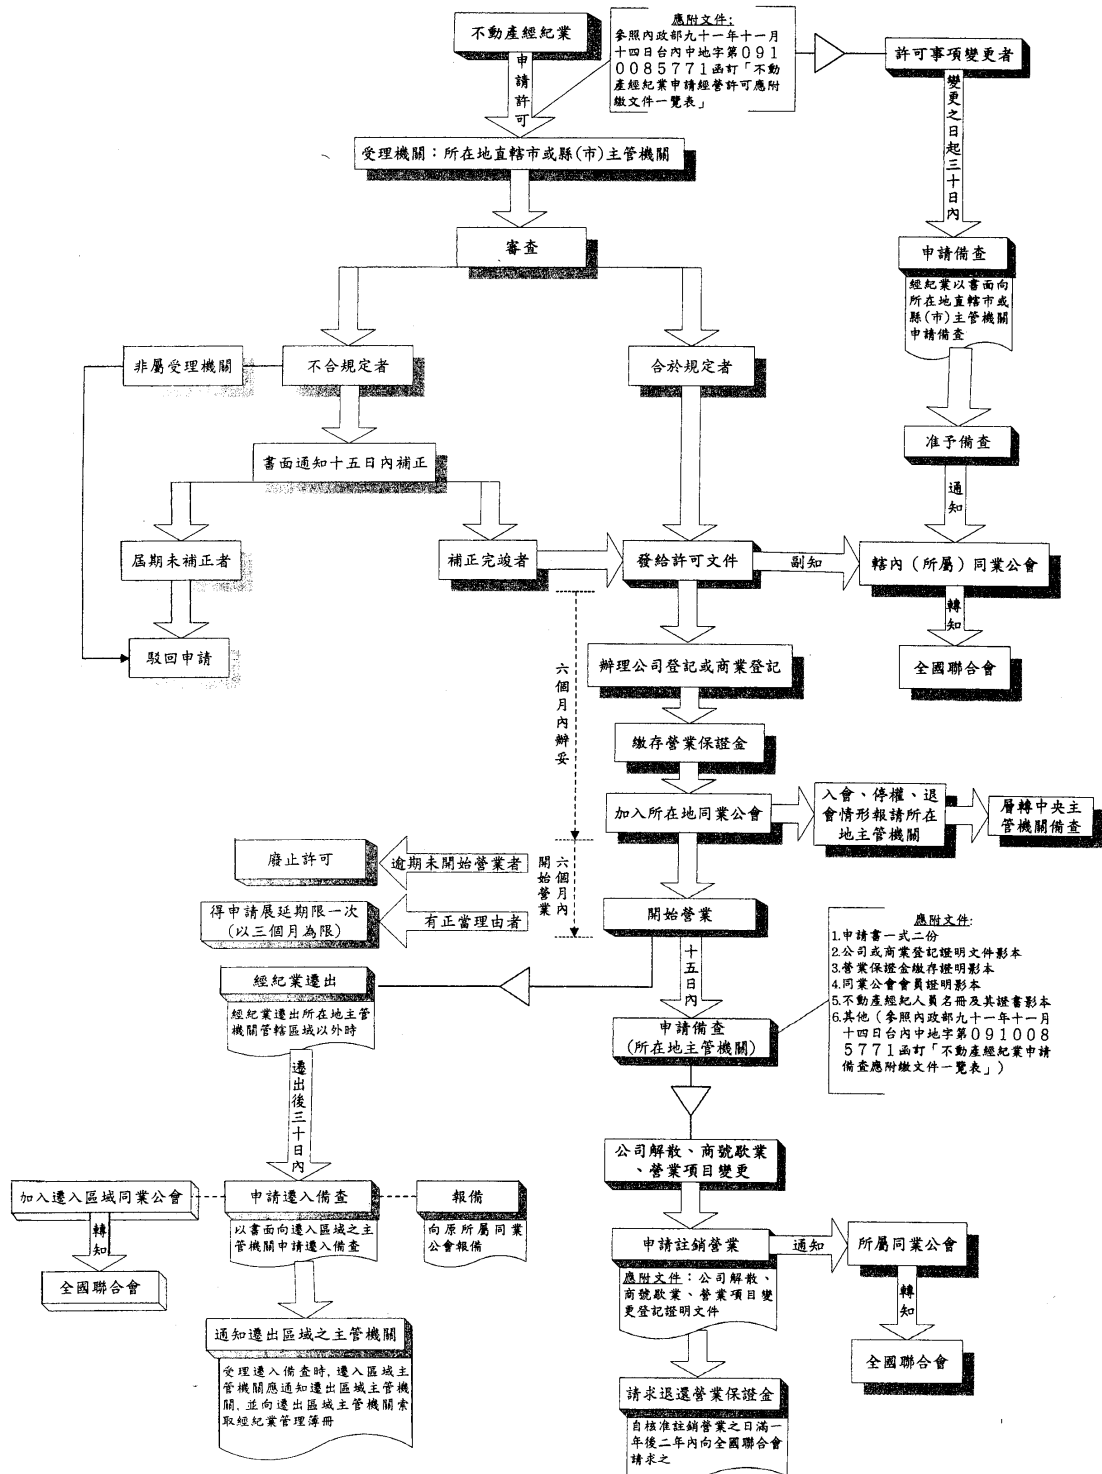 不動產經紀業
應附文件:
參照內政部九十一年十一月
十四日台內中地字第０９１
００８５７７１函訂「不動
產經紀業申請經營許可應附
繳文件一覽表」
許可事項變更者
申請許可
變更之日起三十日內
受理機關：所在地直轄市或縣(市)主管機關
審查
申請備查
經紀業以書面向
所在地直轄市或
縣(市)主管機關
申請備查
非屬受理機關
不合規定者
合於規定者
准予備查
書面通知十五日內補正
通知
屆期未補正者
補正完竣者
發給許可文件
副知
轄內（所屬）同業公會
轉知
駁回申請
六個月內辦妥
辦理公司登記或商業登記
全國聯合會
繳存營業保證金
加入所在地同業公會
入會、停權、退
會情形報請所在
地主管機關
層轉中央主
管機關備查
廢止許可
逾期未開始營業者
六個月內
開始營業
得申請展延期限一次
(以三個月為限)
有正當理由者
開始營業
應附文件:
1.申請書一式二份
2.公司或商業登記證明文件影本
3.營業保證金繳存證明影本
4.同業公會會員證明影本
5.不動產經紀人員名冊及其證書影本
6.其他（參照內政部九十一年十一月
十四日台內中地字第０９１００８
５７７１函訂「不動產經紀業申請
備查應附繳文件一覽表」）
十五日內
經紀業遷出
經紀業遷出所在地主管
機關管轄區域以外時
申請備查
(所在地主管機關)
遷出後三十日內
公司解散、商號歇業
、營業項目變更
加入遷入區域同業公會
申請遷入備查
報備
以書面向遷入區域之主
管機關申請遷入備查
向原所屬同業
公會報備
轉知
全國聯合會
申請註銷營業
通知
所屬同業公會
應附文件：公司解散、
商號歇業、營業項目變
更登記證明文件
轉知
通知遷出區域之主管機關
受理遷入備查時,遷入區域主
管機關應通知遷出區域主管機
關,並向遷出區域主管機關索
取經紀業管理簿冊
全國聯合會
請求退還營業保證金
自核准註銷營業之日滿一
年後二年內向全國聯合會
請求之